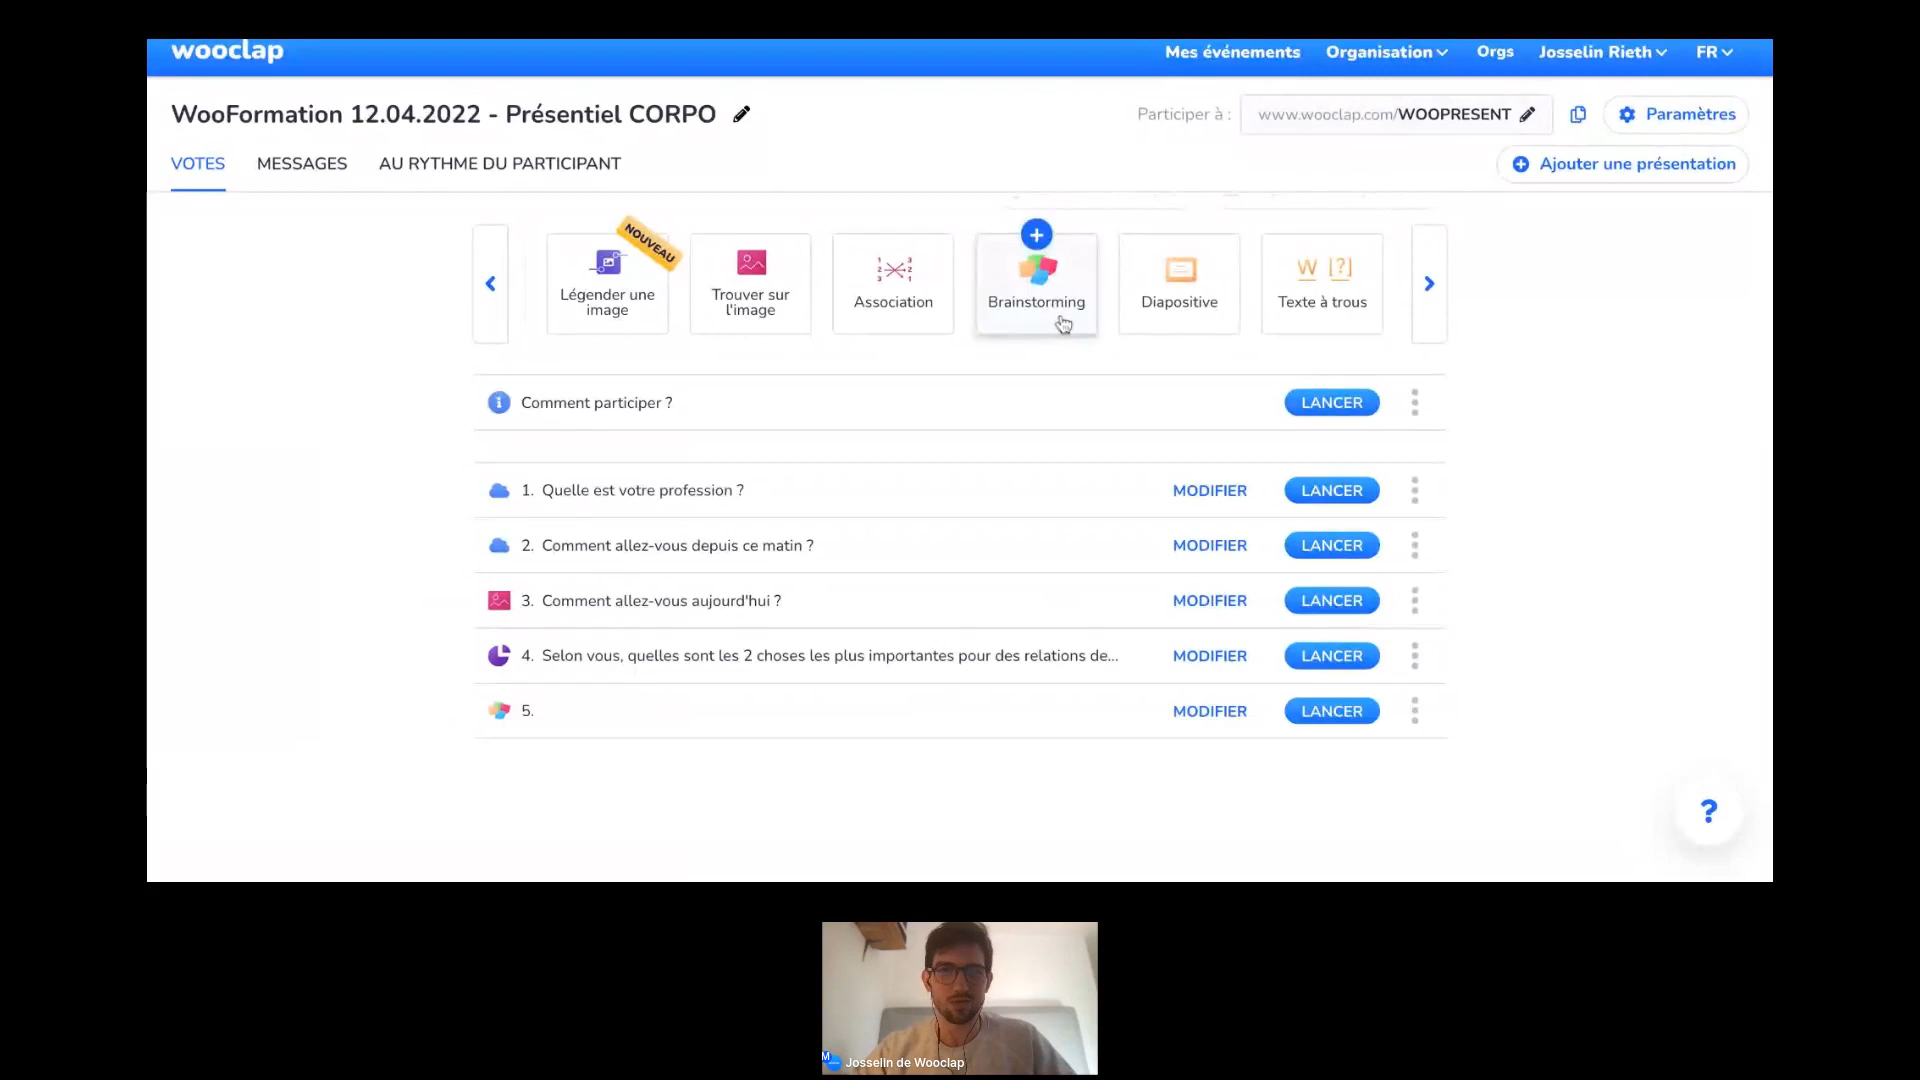 wooclap
Mes événements Organisation Orgs Josselin Rieth FR
WooFormation 12.04.2022 - Présentiel CORPO
Participer à : www.wooclap.com/WOOPRESENT Paramètres
VOTES MESSAGES AU RYTHME DU PARTICIPANT
Ajouter une présentation
NOUVEAU
Légender une
image
Trouver sur
l'image
Association
Brainstorming
Diapositive
W [?]
Texte à trous
Comment participer ? LANCER
1. Quelle est votre profession ? MODIFIER LANCER
2. Comment allez-vous depuis ce matin ? MODIFIER LANCER
3. Comment allez-vous aujourd'hui ? MODIFIER LANCER
4. Selon vous, quelles sont les 2 choses les plus importantes pour des relations de... MODIFIER LANCER
5. MODIFIER LANCER
?
Josselin de Wooclap